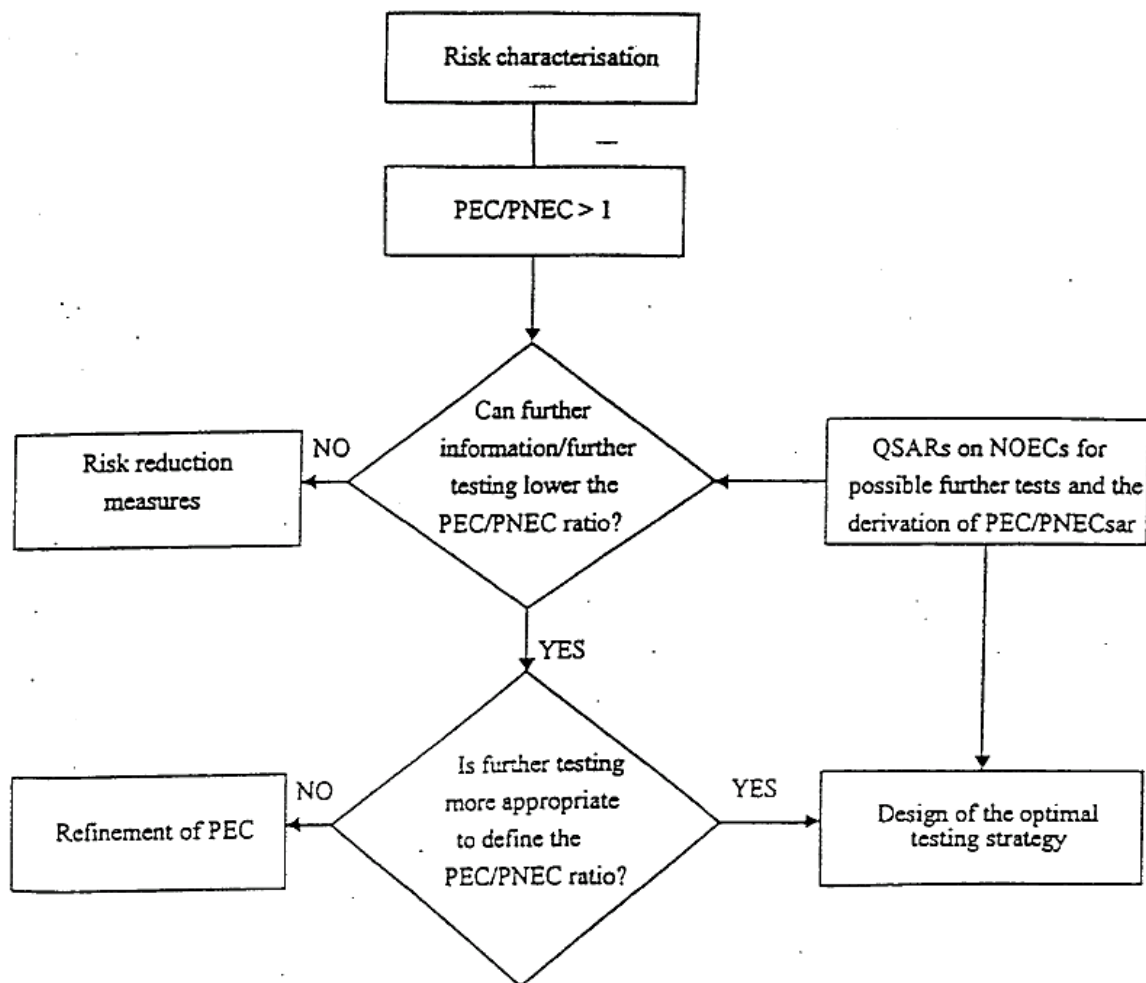 Risk characterisation
PEC/PNEC > 1
Can further
information/further
testing lower the
PEC/PNEC ratio?
NO
Risk reduction
measures
QSARs on NOECs for
possible further tests and the
derivation of PEC/PNECsar
YES
Is further testing
more appropriate
to define the
PEC/PNEC ratio?
NO
Refinement of PEC
YES
Design of the optimal
testing strategy